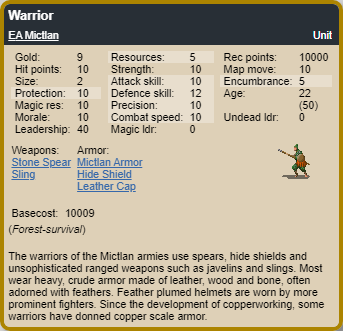 Warrior
EA Mictlan Unit
Gold: 9 Resources: 5 Rec points: 10000
Hit points: 10 Strength: 10 Map move: 10
Size: 2 Attack skill: 10 Encumbrance: 5
Protection: 10 Defence skill: 12 Age: 22
Magic res: 10 Precision: 10 (50)
Morale: 10 Combat speed: 10 Undead ldr: 0
Leadership: 40 Magic ldr: 0
Weapons: Armor:
Stone Spear Mictlan Armor
Sling Hide Shield
Leather Cap
Basecost: 10009
(Forest-survival)
The warriors of the Mictlan armies use spears, hide shields and
unsophisticated ranged weapons such as javelins and slings. Most
wear heavy, crude armor made of leather, wood and bone, often
adorned with feathers. Feather plumed helmets are worn by more
prominent fighters. Since the development of copperworking, some
warriors have donned copper scale armor.